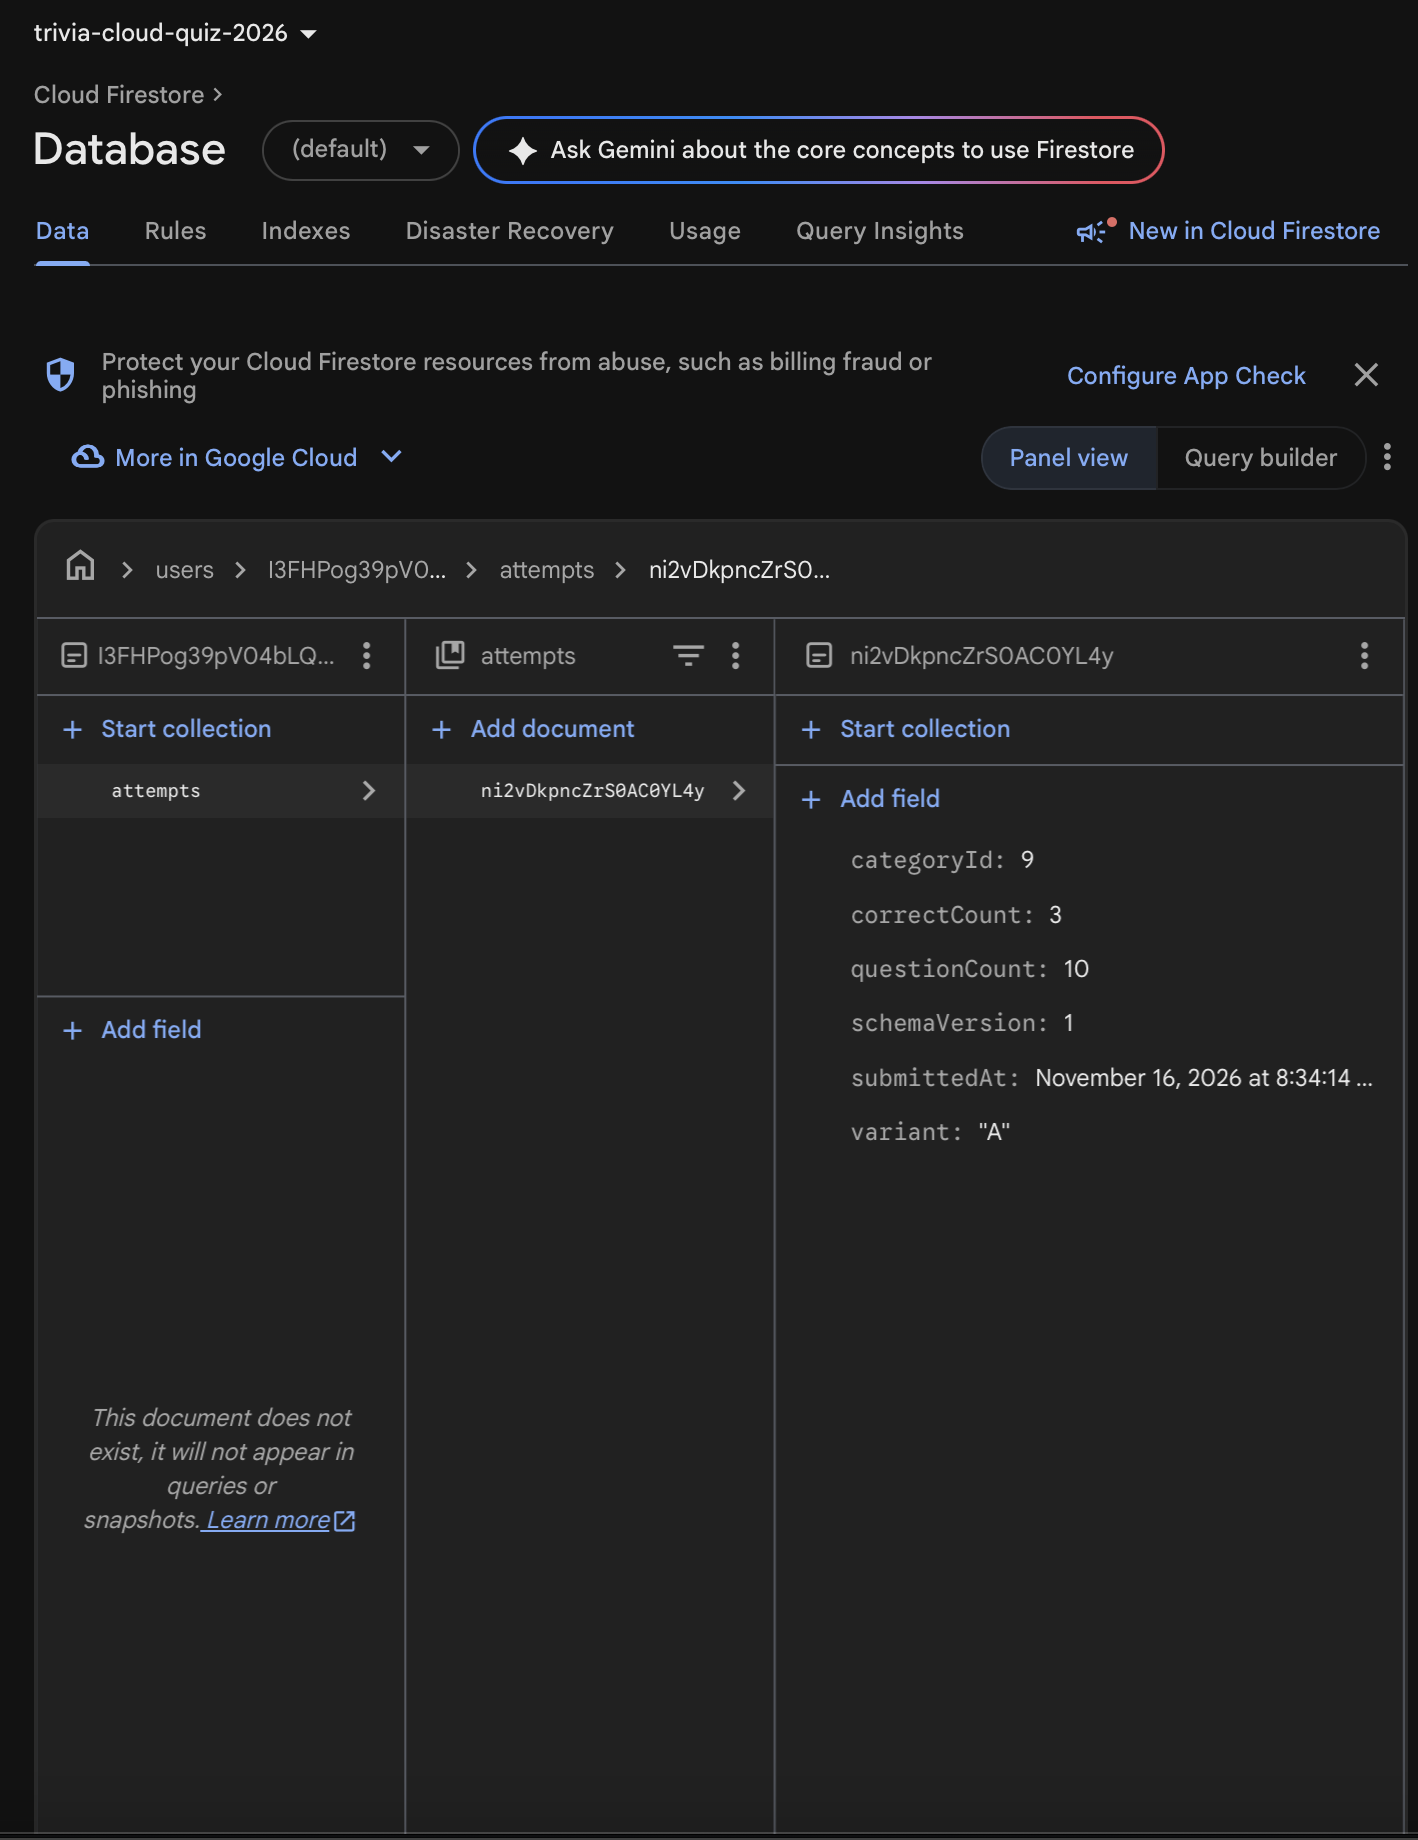 trivia-cloud-quiz-2026
Cloud Firestore
Database
(default)
Ask Gemini about the core concepts to use Firestore
Data
Rules
Indexes
Disaster Recovery
Usage
Query Insights
New in Cloud Firestore
Protect your Cloud Firestore resources from abuse, such as billing fraud or
phishing
Configure App Check
More in Google Cloud
Panel view
Query builder
users
I3FHPog39pV0...
attempts
ni2vDkpncZrS0...
I3FHPog39pV04bLQ...
attempts
ni2vDkpncZrS0AC0YL4y
+ Start collection
attempts
+ Add field
This document does not
exist, it will not appear in
queries or
snapshots. Learn more
+ Add document
ni2vDkpncZrS0AC0YL4y
+ Start collection
+ Add field
categoryId: 9
correctCount: 3
questionCount: 10
schemaVersion: 1
submittedAt: November 16, 2026 at 8:34:14 ...
variant: "A"